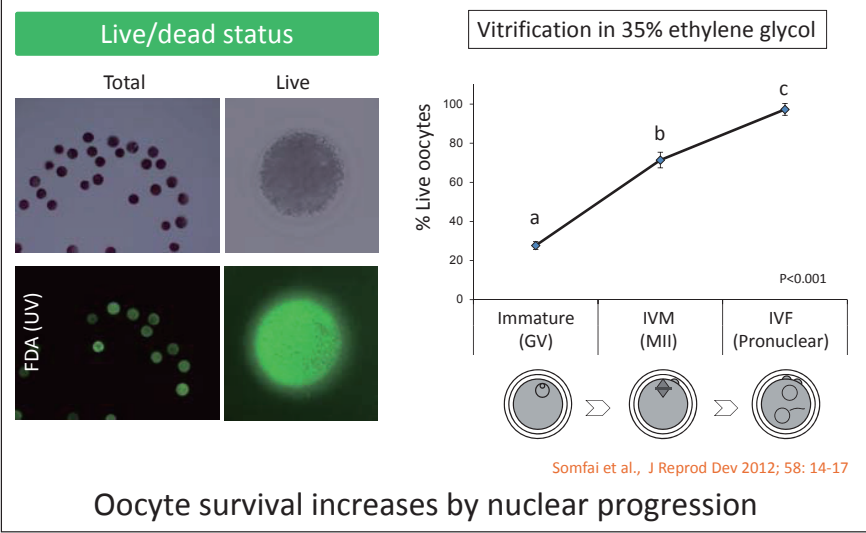 Live/dead status
Total
Live
FDA (UV)
Vitrification in 35% ethylene glycol
% Live oocytes
100
80
60
40
20
0
a
b
c
P<0.001
Immature
(GV)
IVM
(MII)
IVF
(Pronuclear)
Somfai et al., J Reprod Dev 2012; 58: 14-17
Oocyte survival increases by nuclear progression